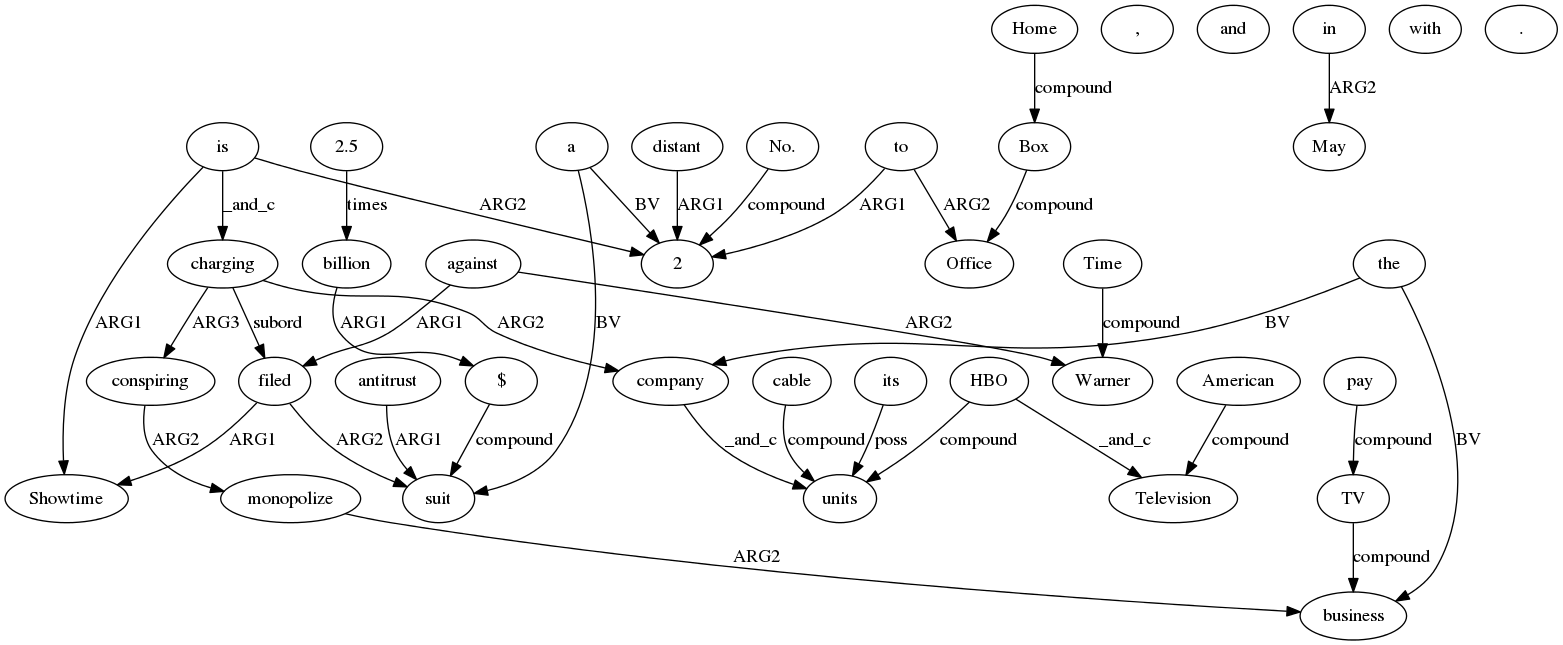 Home , and in with .
compound ARG2
is 2.5 a distant No. to Box May
_and_c times ARG2 BV ARG1 compound ARG1 ARG2 compound
charging billion against 2 Office Time the
ARG1 ARG3 subord ARG1 ARG1 ARG2 BV ARG2 compound BV
conspiring filed antitrust $ company cable its HBO Warner American pay
ARG2 ARG1 ARG2 ARG1 compound _and_c compound poss compound _and_c compound compound BV
Showtime monopolize suit units Television TV
ARG2 compound
business